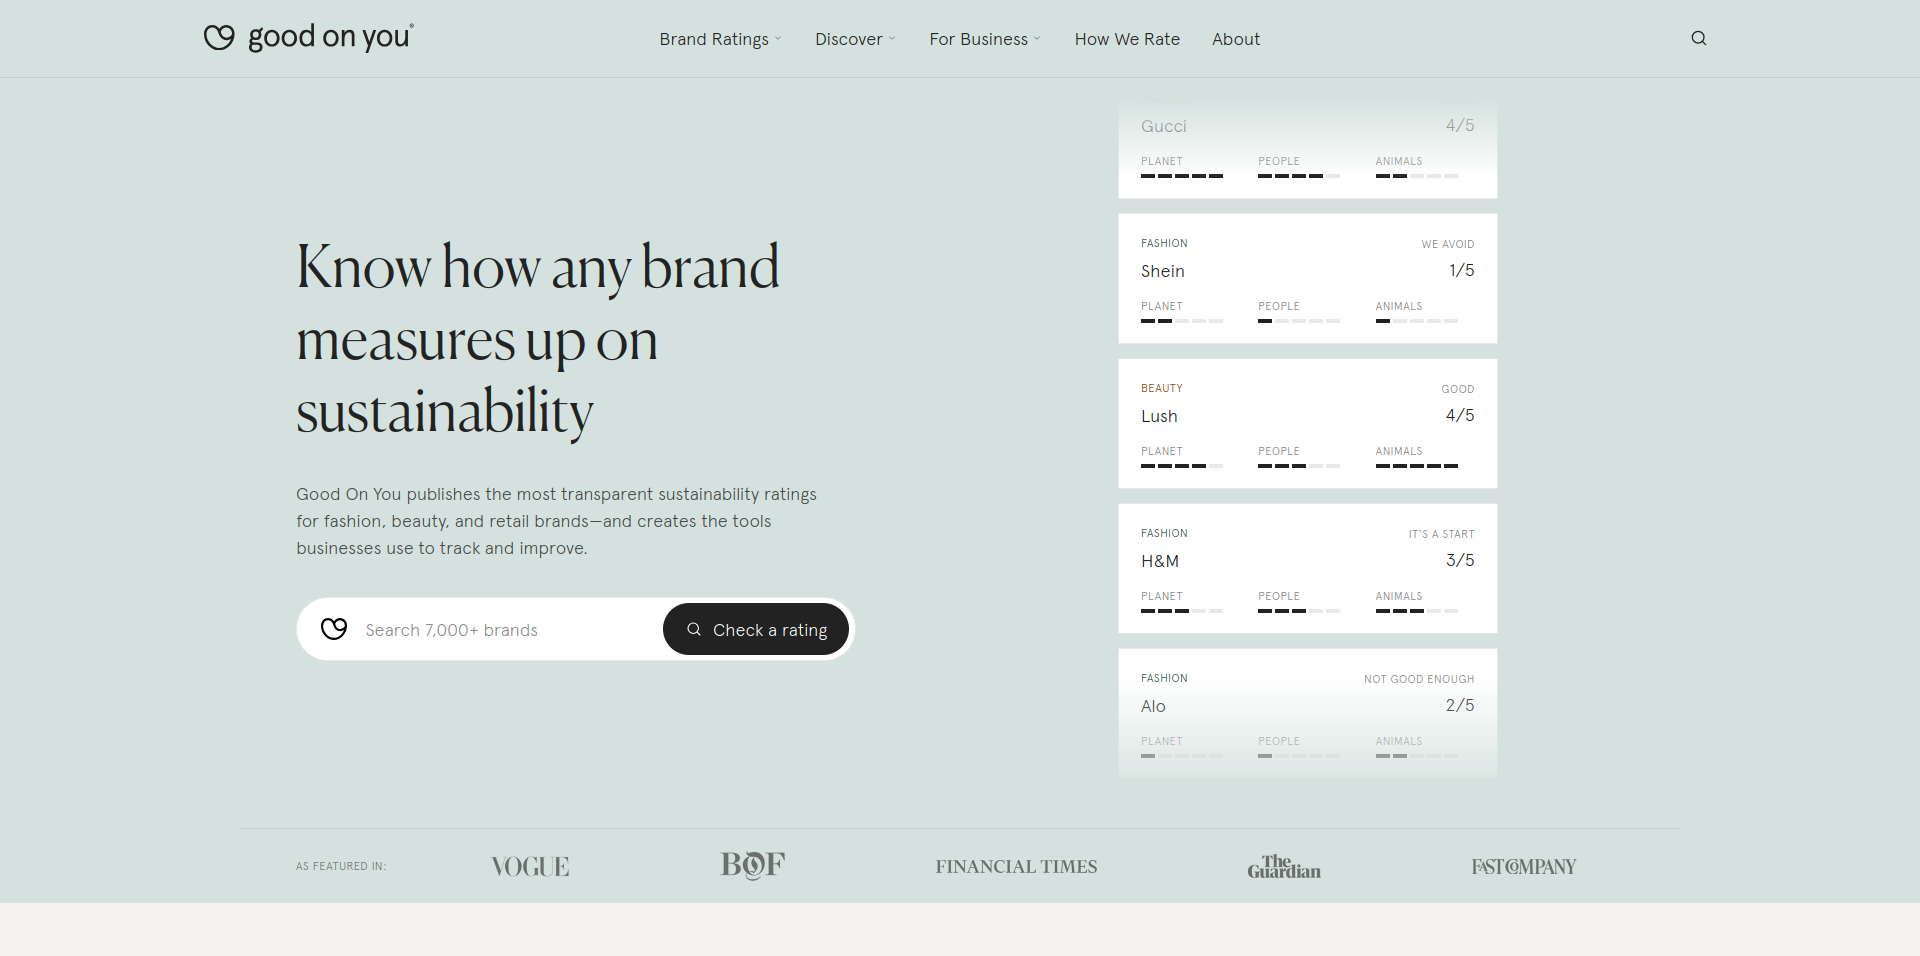 good on you®
Brand Ratings
Discover
For Business
How We Rate
About
Know how any brand
measures up on
sustainability
Good On You publishes the most transparent sustainability ratings
for fashion, beauty, and retail brands—and creates the tools
businesses use to track and improve.
Search 7,000+ brands
Check a rating
Gucci 4/5
PLANET PEOPLE ANIMALS
FASHION WE AVOID
Shein 1/5
PLANET PEOPLE ANIMALS
BEAUTY GOOD
Lush 4/5
PLANET PEOPLE ANIMALS
FASHION IT'S A START
H&M 3/5
PLANET PEOPLE ANIMALS
FASHION NOT GOOD ENOUGH
Alo 2/5
PLANET PEOPLE ANIMALS
AS FEATURED IN:
VOGUE
BOF
FINANCIAL TIMES
The
Guardian
FAST COMPANY